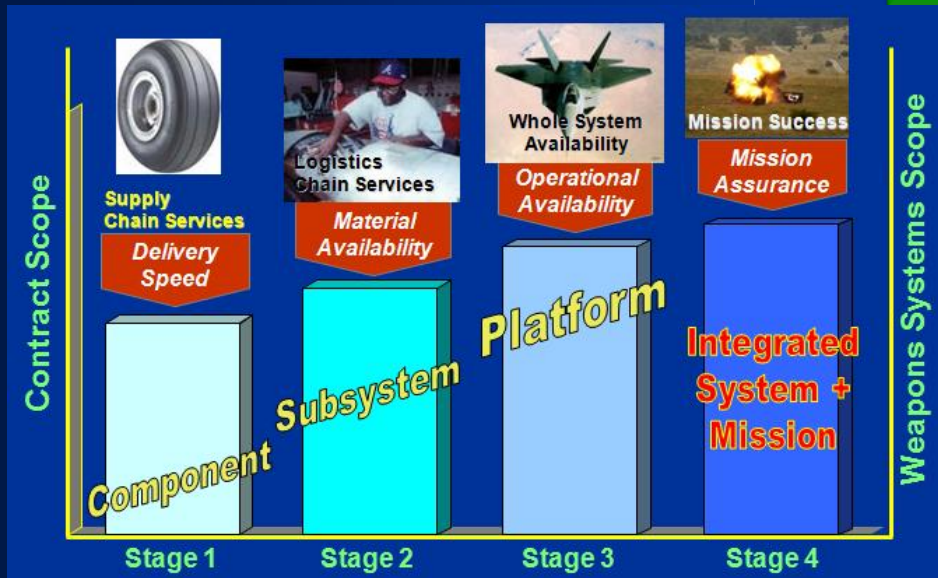 Contract Scope
Supply
Chain Services
Delivery
Speed
Component
Stage 1
Logistics
Chain Services
Material
Availability
Subsystem
Stage 2
Whole System
Availability
Operational
Availability
Platform
Stage 3
Mission Success
Mission
Assurance
Integrated
System +
Mission
Stage 4
Weapons Systems Scope